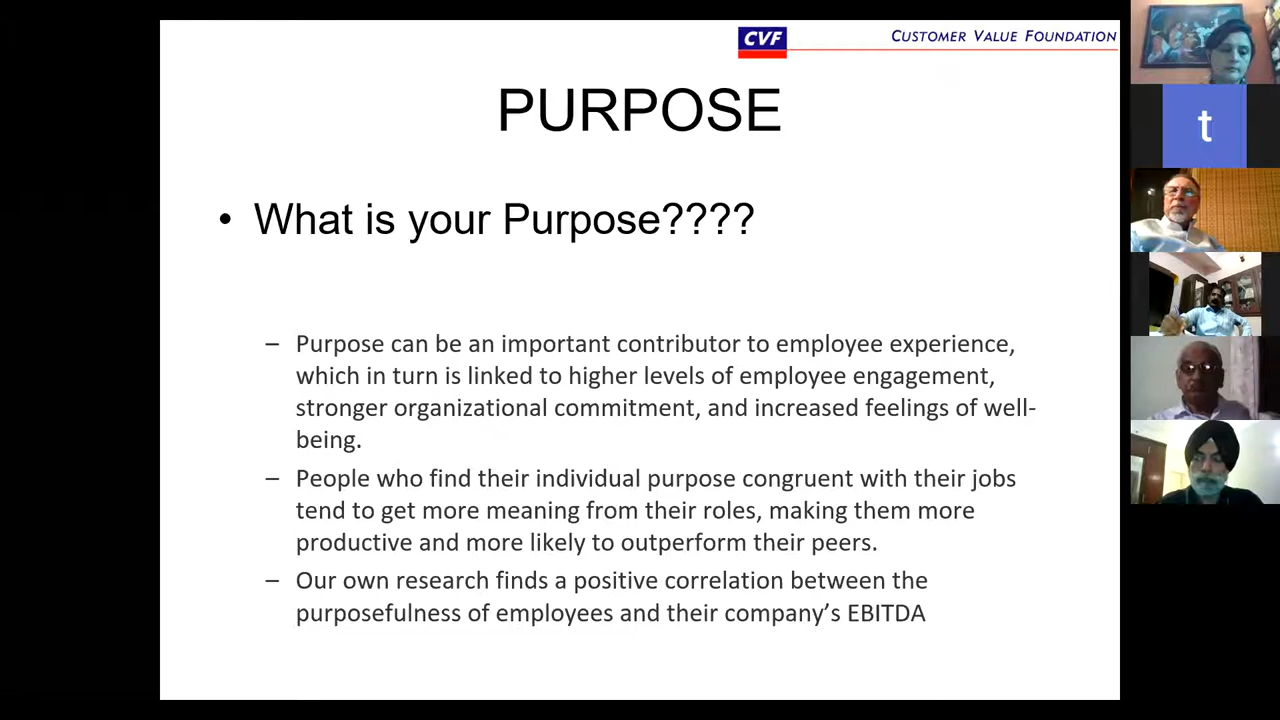 CVF
CUSTOMER VALUE FOUNDATION
PURPOSE
• What is your Purpose????
– Purpose can be an important contributor to employee experience,
which in turn is linked to higher levels of employee engagement,
stronger organizational commitment, and increased feelings of well-
being.
– People who find their individual purpose congruent with their jobs
tend to get more meaning from their roles, making them more
productive and more likely to outperform their peers.
– Our own research finds a positive correlation between the
purposefulness of employees and their company’s EBITDA
t